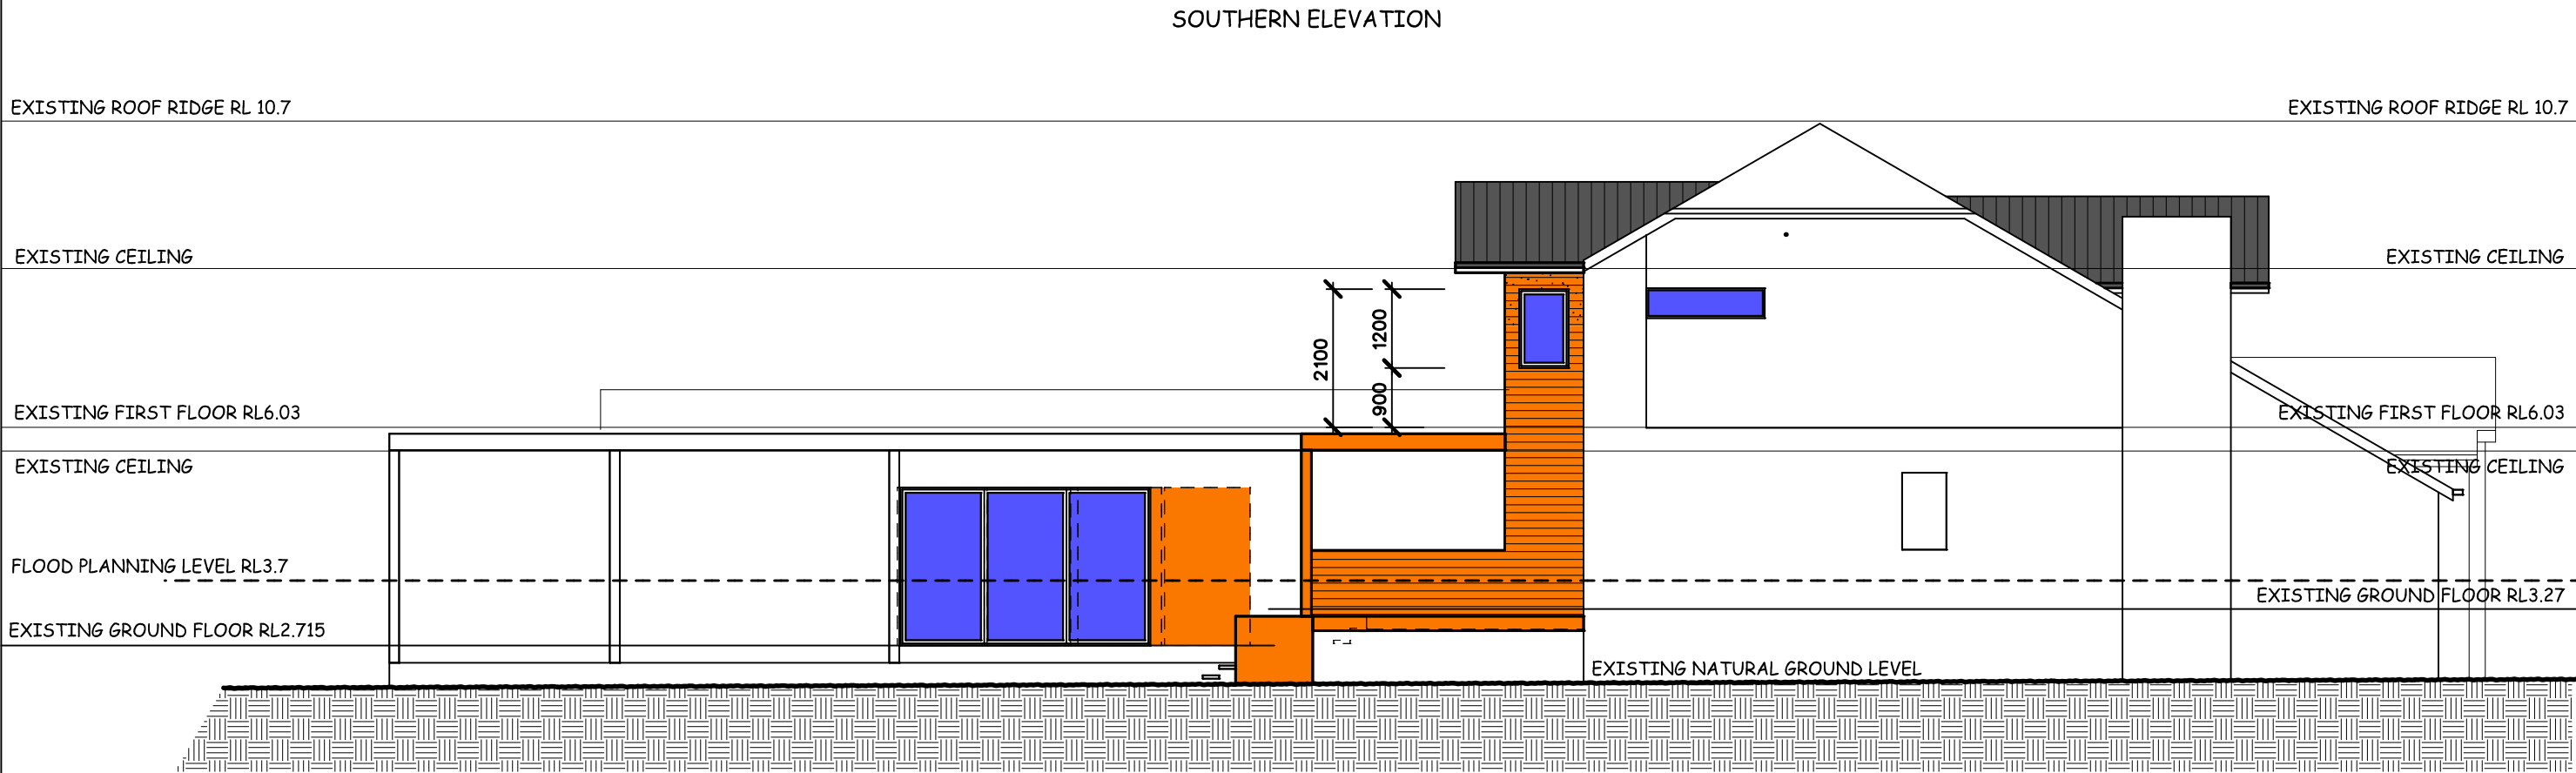 SOUTHERN ELEVATION
EXISTING ROOF RIDGE RL 10.7
EXISTING ROOF RIDGE RL 10.7
EXISTING CEILING
EXISTING CEILING
1200
2100
900
EXISTING FIRST FLOOR RL6.03
EXISTING FIRST FLOOR RL6.03
EXISTING CEILING
EXISTING CEILING
FLOOD PLANNING LEVEL RL3.7
EXISTING GROUND FLOOR RL3.27
EXISTING GROUND FLOOR RL2.715
EXISTING NATURAL GROUND LEVEL